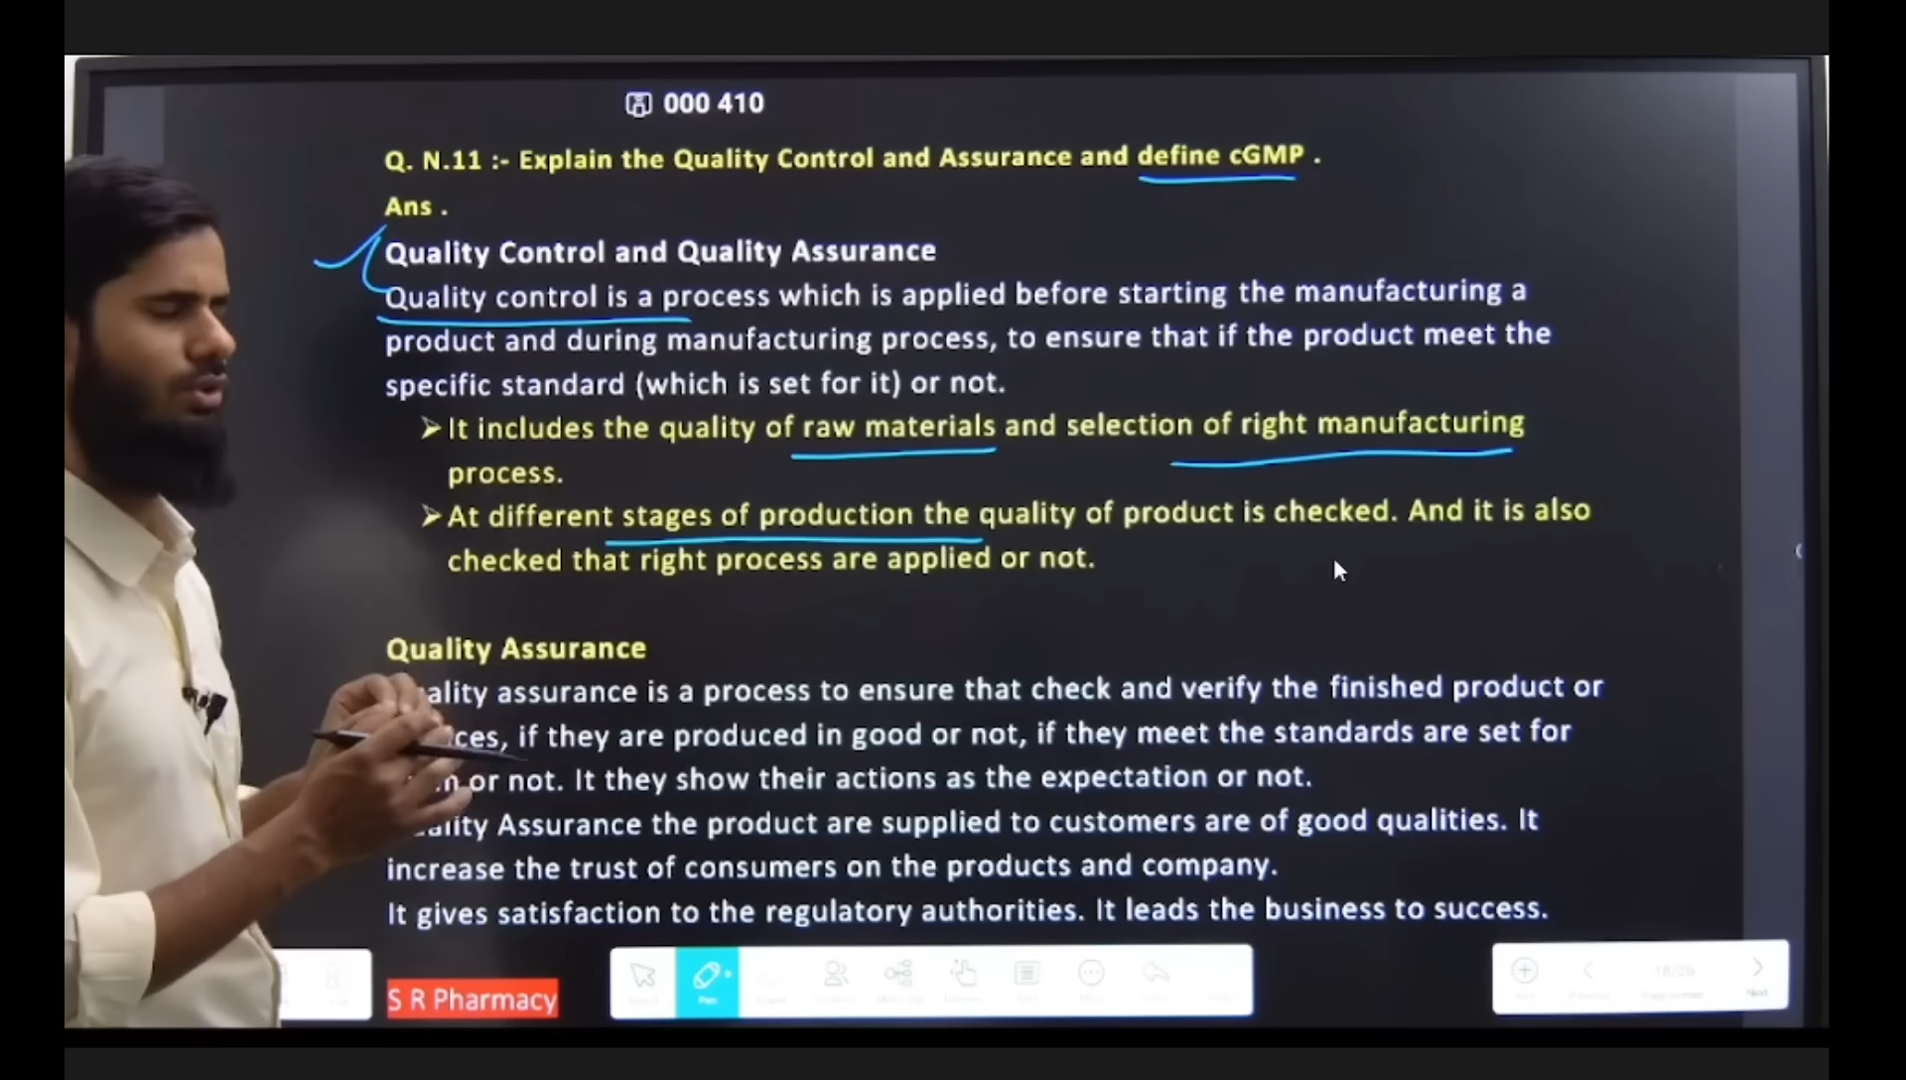 000 410
Q. N.11 :- Explain the Quality Control and Assurance and define cGMP .
Ans .
Quality Control and Quality Assurance
Quality control is a process which is applied before starting the manufacturing a
product and during manufacturing process, to ensure that if the product meet the
specific standard (which is set for it) or not.
➢ It includes the quality of raw materials and selection of right manufacturing
process.
➢ At different stages of production the quality of product is checked. And it is also
checked that right process are applied or not.
Quality Assurance
ality assurance is a process to ensure that check and verify the finished product or
ces, if they are produced in good or not, if they meet the standards are set for
or not. It they show their actions as the expectation or not.
ality Assurance the product are supplied to customers are of good qualities. It
increase the trust of consumers on the products and company.
It gives satisfaction to the regulatory authorities. It leads the business to success.
S R Pharmacy
Pen
18/26
Next